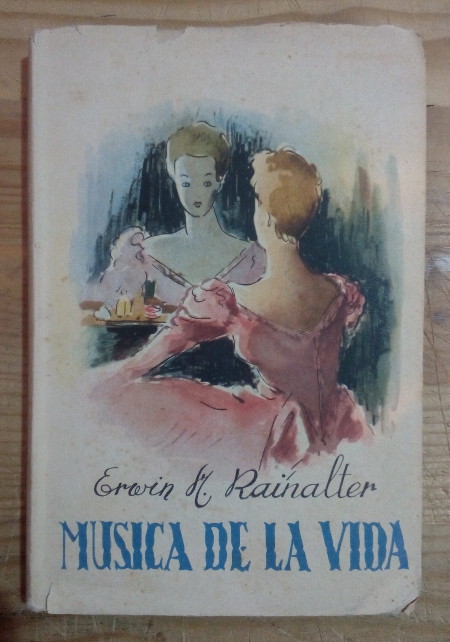 Erwin H. Rainalter
MUSICA DE LA VIDA